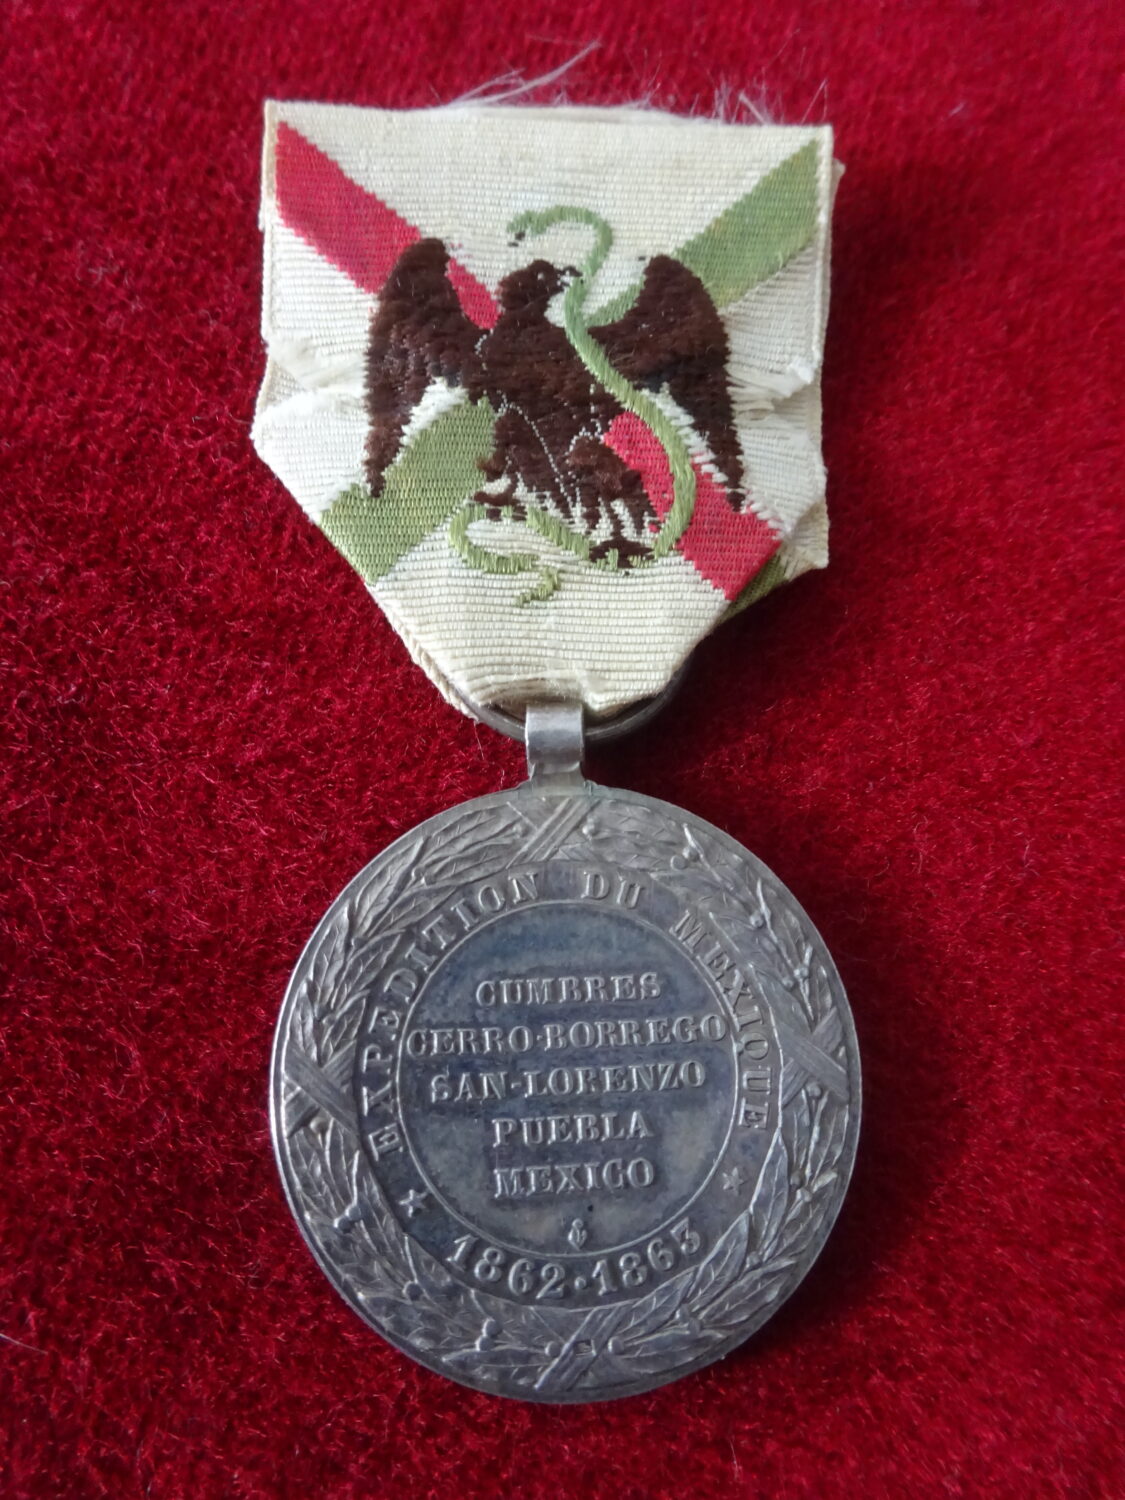 EXPEDITION DU MEXIQUE
CUMBRES
CERRO-BORREGO
SAN-LORENZO
PUEBLA
MEXICO
1862·1863